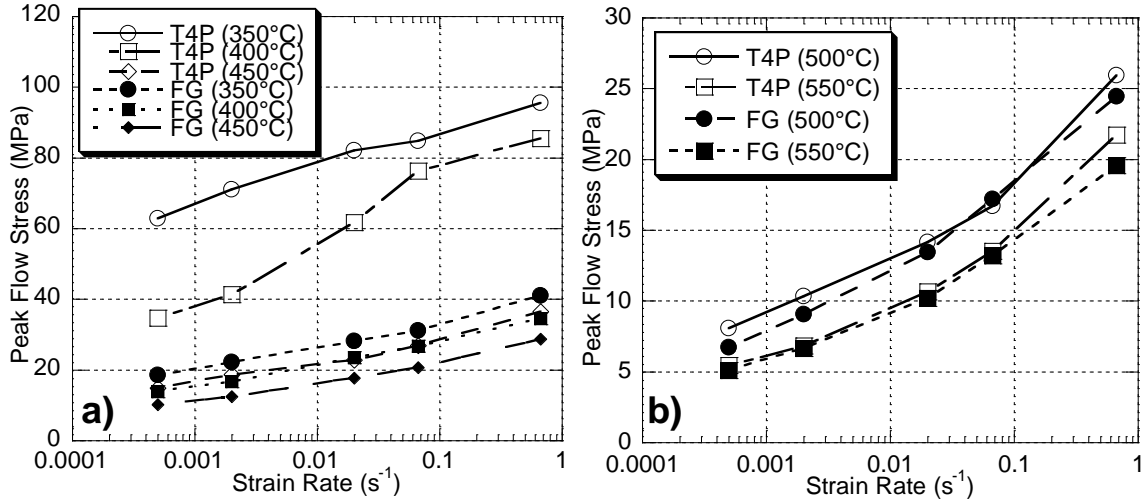 120
100
80
60
40
20
0
Peak Flow Stress (MPa)
T4P (350°C)
T4P (400°C)
T4P (450°C)
FG (350°C)
FG (400°C)
FG (450°C)
a)
0.0001
0.001
0.01
0.1
1
Strain Rate (s⁻¹)
30
25
20
15
10
5
0
Peak Flow Stress (MPa)
T4P (500°C)
T4P (550°C)
FG (500°C)
FG (550°C)
b)
0.0001
0.001
0.01
0.1
1
Strain Rate (s⁻¹)